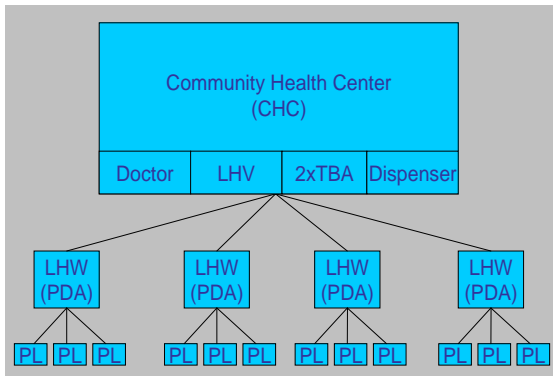 Community Health Center
(CHC)
Doctor LHV 2xTBA Dispenser
LHW LHW LHW LHW
(PDA) (PDA) (PDA) (PDA)
PL PL PL PL PL PL PL PL PL PL PL PL